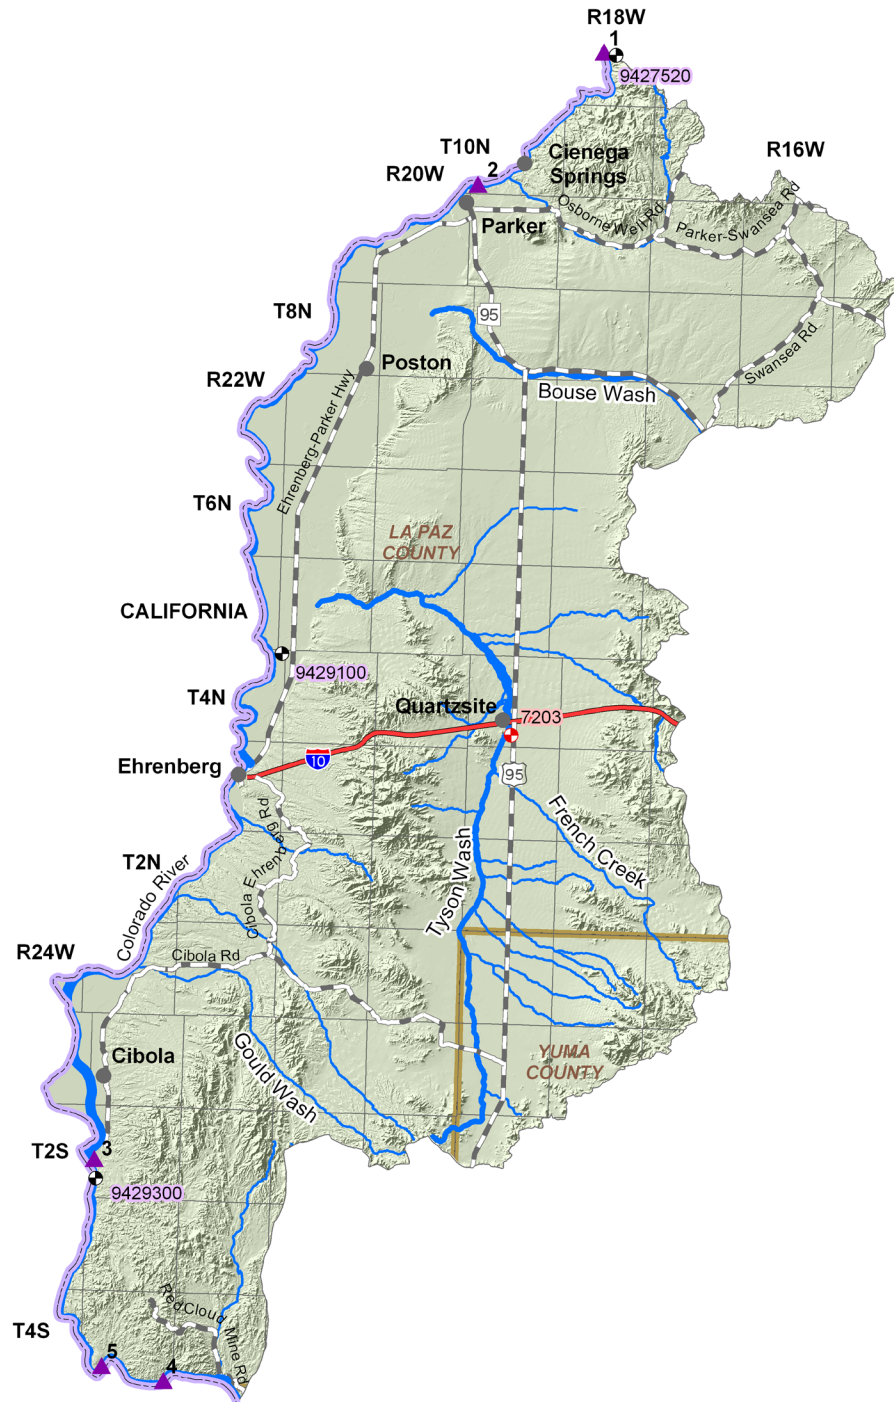 R18W
1
9427520
T10N
2
R20W
Cienega
Springs
R16W
Osborne Well Rd
Parker-Swansea Rd
Parker
T8N
95
Poston
R22W
Swansea Rd
Bouse Wash
Ehrenberg-Parker Hwy
T6N
LA PAZ
COUNTY
CALIFORNIA
9429100
T4N
Quartzsite
7203
10
Ehrenberg
95
French Creek
Cibola Ehrenberg Rd
Tyson Wash
T2N
Colorado River
R24W
Cibola Rd
Cibola
Gould Wash
YUMA
COUNTY
T2S
3
9429300
Red Cloud Mine Rd
T4S
5
4